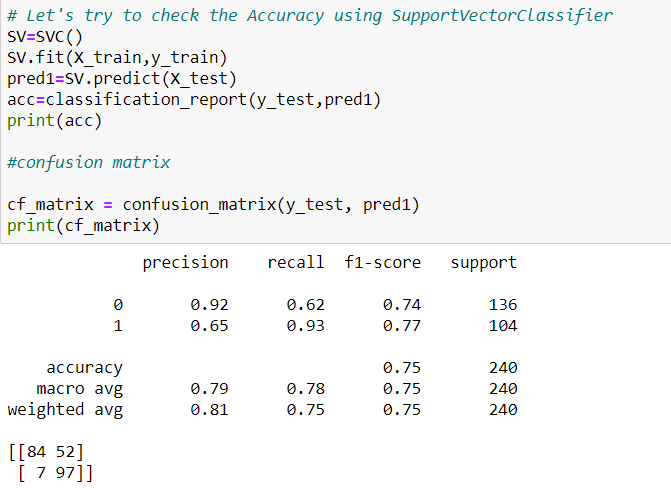 # Let's try to check the Accuracy using SupportVectorClassifier
SV=SVC()
SV.fit(X_train,y_train)
pred1=SV.predict(X_test)
acc=classification_report(y_test,pred1)
print(acc)
#confusion matrix
cf_matrix = confusion_matrix(y_test, pred1)
print(cf_matrix)
precision recall f1-score support
0 0.92 0.62 0.74 136
1 0.65 0.93 0.77 104
accuracy 0.75 240
macro avg 0.79 0.78 0.75 240
weighted avg 0.81 0.75 0.75 240
[[84 52]
[ 7 97]]